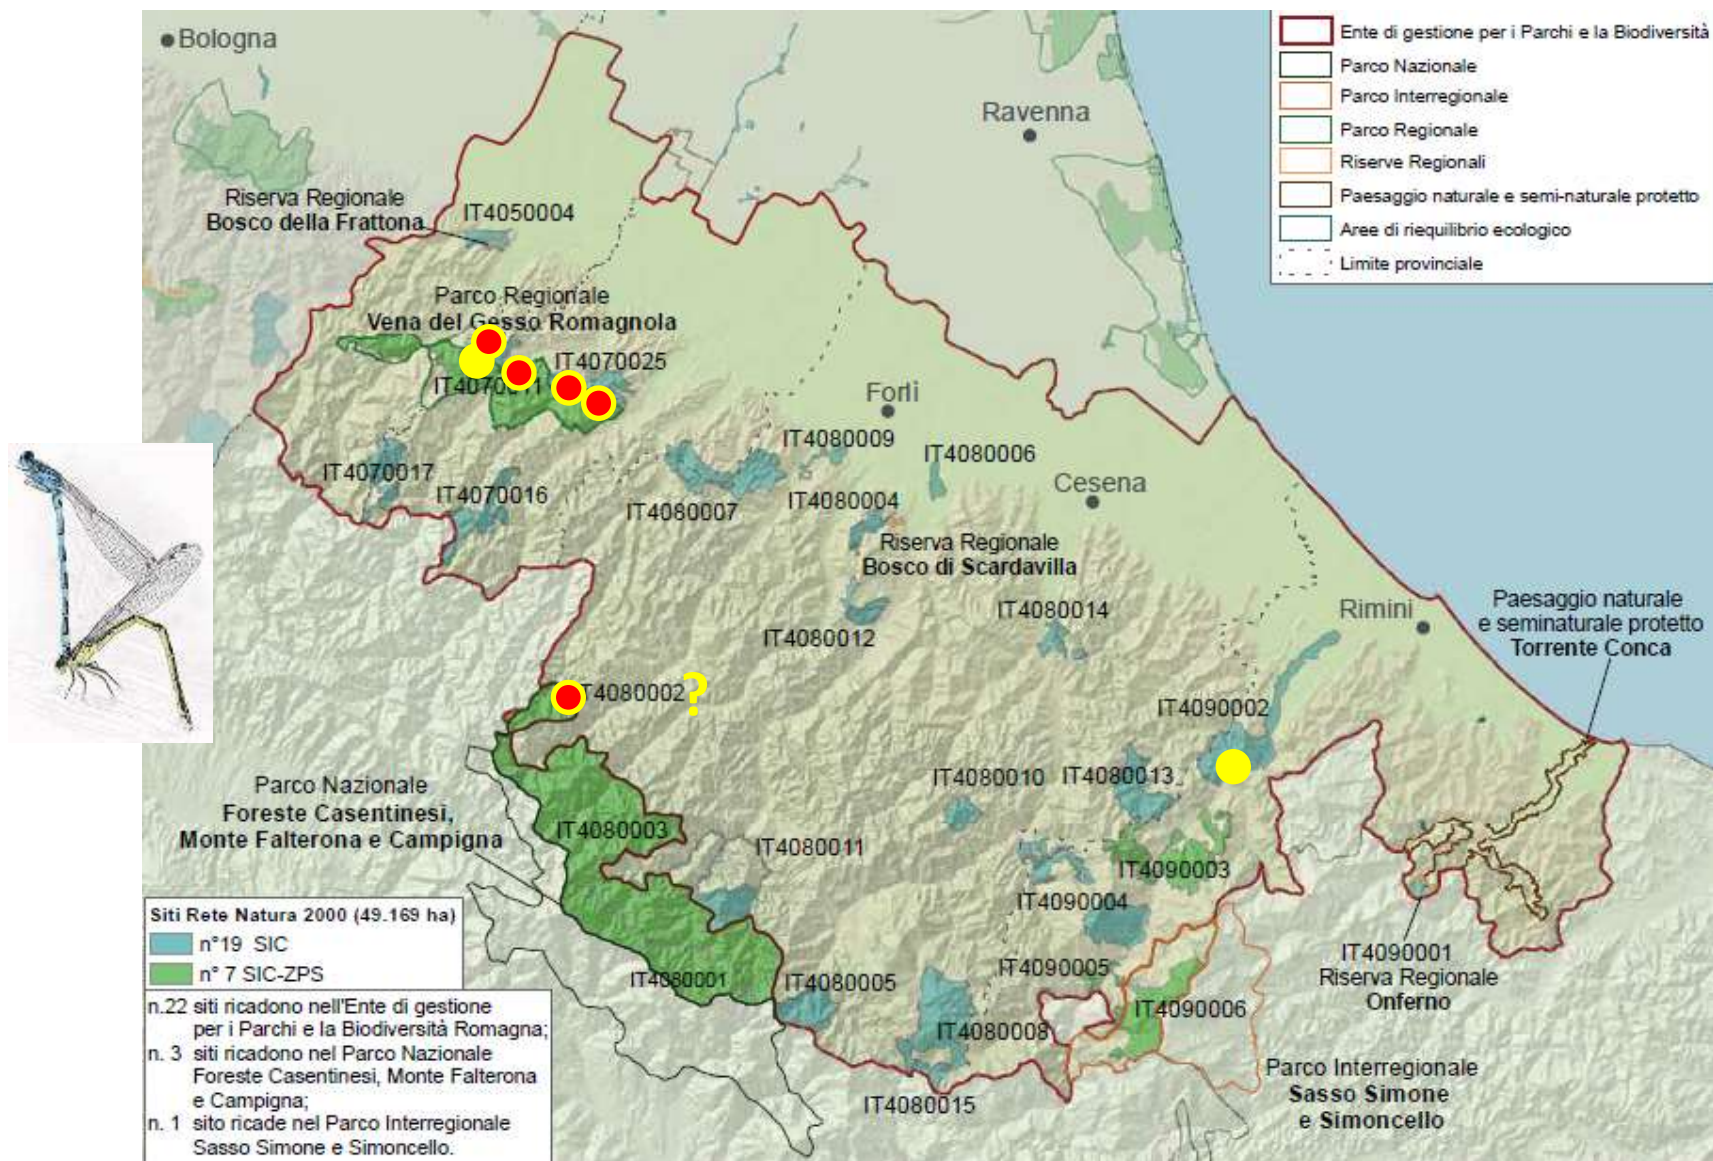 Bologna
Ravenna
Ente di gestione per i Parchi e la Biodiversità
Parco Nazionale
Parco Interregionale
Parco Regionale
Riserve Regionali
Paesaggio naturale e semi-naturale protetto
Aree di riequilibrio ecologico
Limite provinciale
Riserva Regionale
Bosco della Frattona
IT4050004
Parco Regionale
Vena del Gesso Romagnola
IT4070025
IT4070011
Forlì
IT4080009
IT4080006
IT4070017
IT4070016
IT4080007
IT4080004
Cesena
Riserva Regionale
Bosco di Scardavilla
IT4080014
IT4080012
Rimini
Paesaggio naturale
e seminaturale protetto
Torrente Conca
T4080002
?
IT4090002
Parco Nazionale
Foreste Casentinesi,
Monte Falterona e Campigna
IT4080003
IT4080010
IT4080013
IT4080011
IT4090003
IT4090004
IT4090001
Riserva Regionale
Onferno
IT4080001
IT4080005
IT4090005
IT4090006
IT4080008
IT4080015
Parco Interregionale
Sasso Simone
e Simoncello
Siti Rete Natura 2000 (49.169 ha)
n°19 SIC
n° 7 SIC-ZPS
n.22 siti ricadono nell'Ente di gestione
per i Parchi e la Biodiversità Romagna;
n. 3 siti ricadono nel Parco Nazionale
Foreste Casentinesi, Monte Falterona
e Campigna;
n. 1 sito ricade nel Parco Interregionale
Sasso Simone e Simoncello.